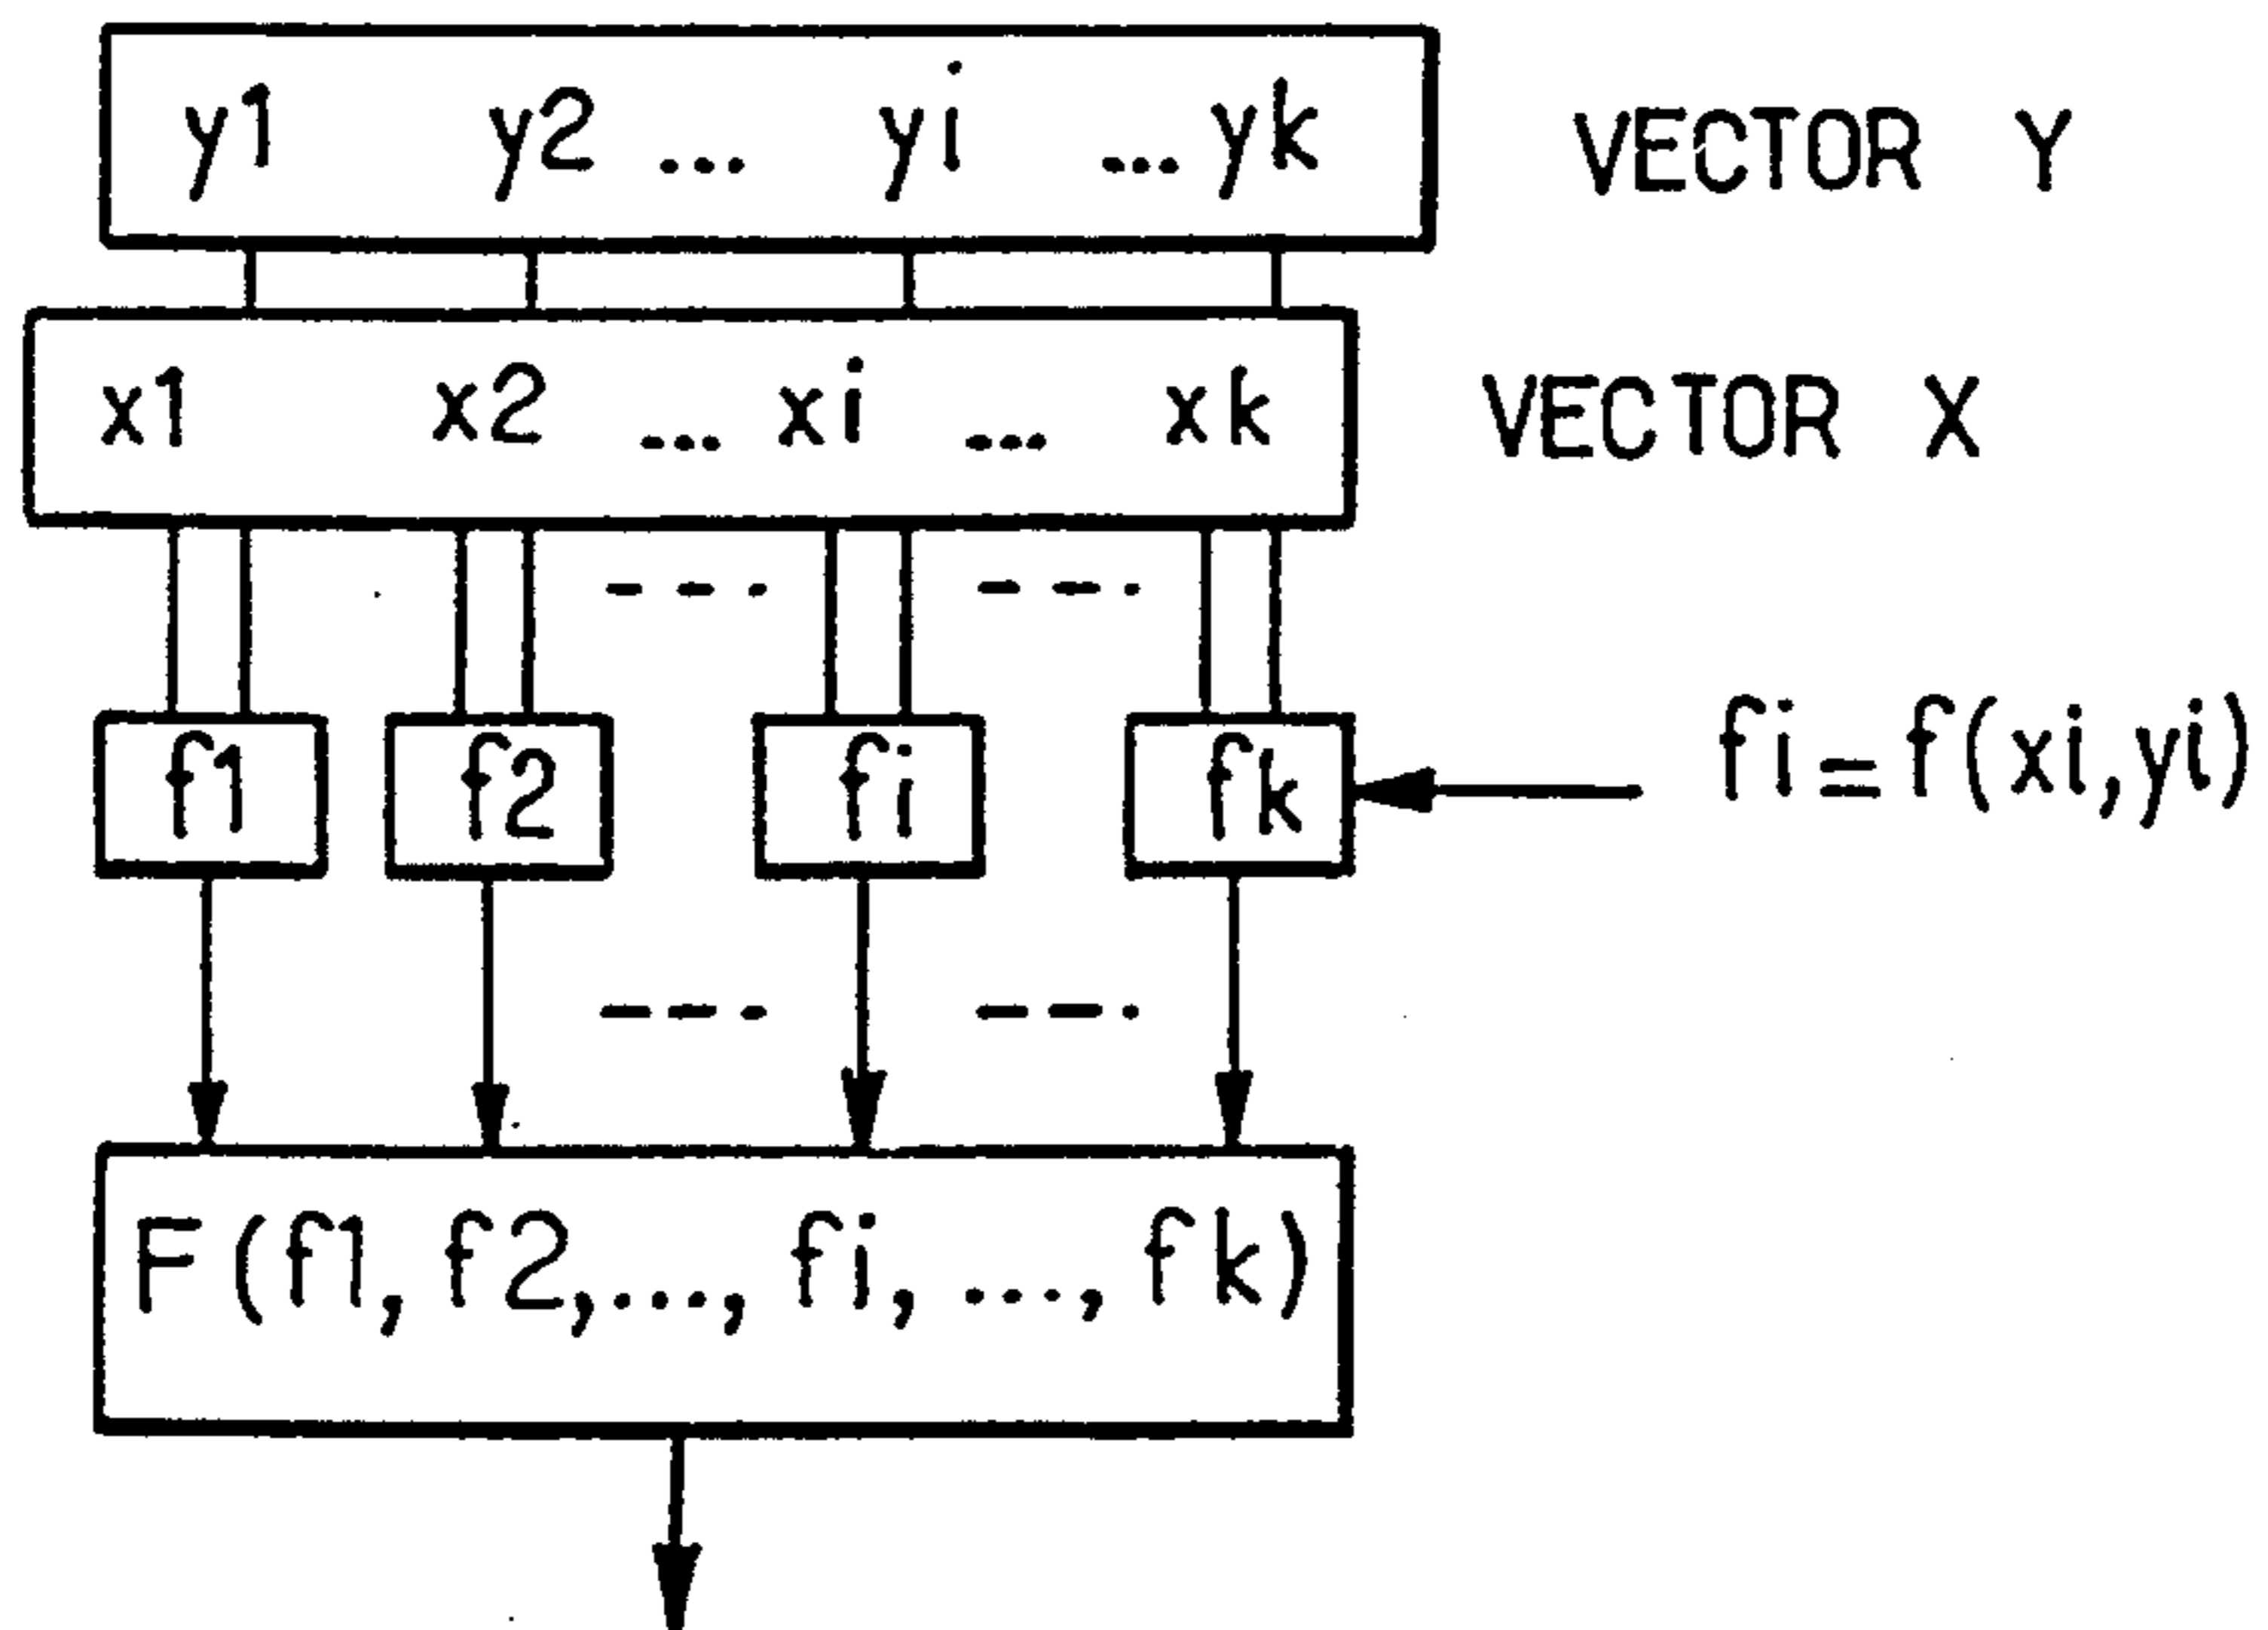 y1 y2 ... yi ... yk VECTOR Y
x1 x2 ... xi ... xk VECTOR X
f1 f2 fi fk fi=f(xi,yi)
F(f1,f2,..., fi, ..., fk)